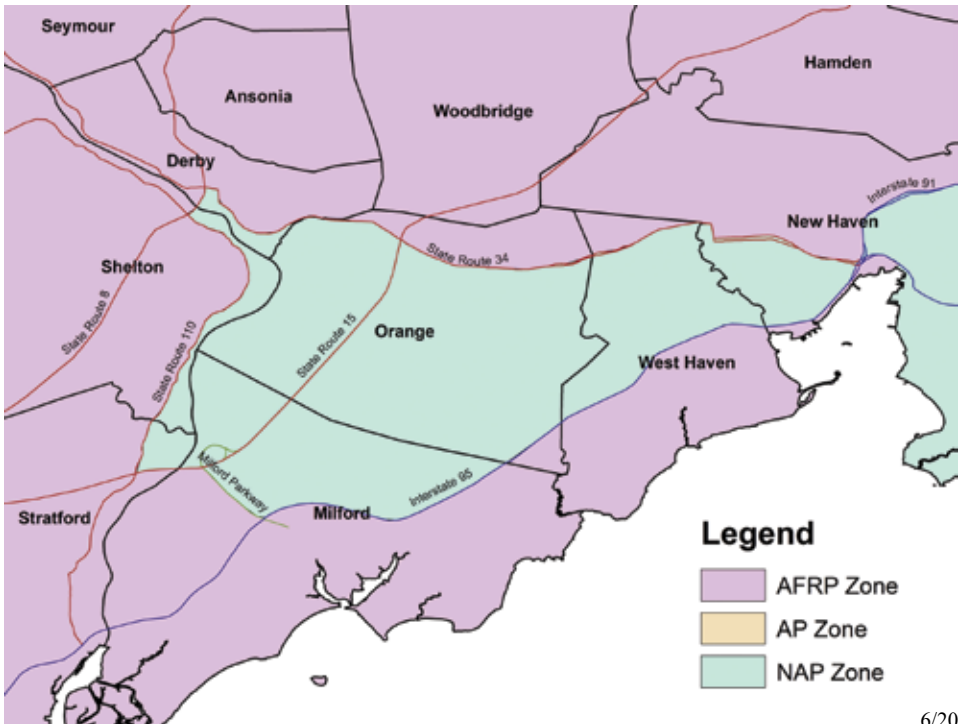 Seymour
Hamden
Ansonia
Woodbridge
Derby
Interstate 91
New Haven
State Route 34
Shelton
State Route 8
State Route 110
State Route 15
Orange
West Haven
Milford Parkway
Interstate 95
Milford
Stratford
Legend
AFRP Zone
AP Zone
NAP Zone
6/20